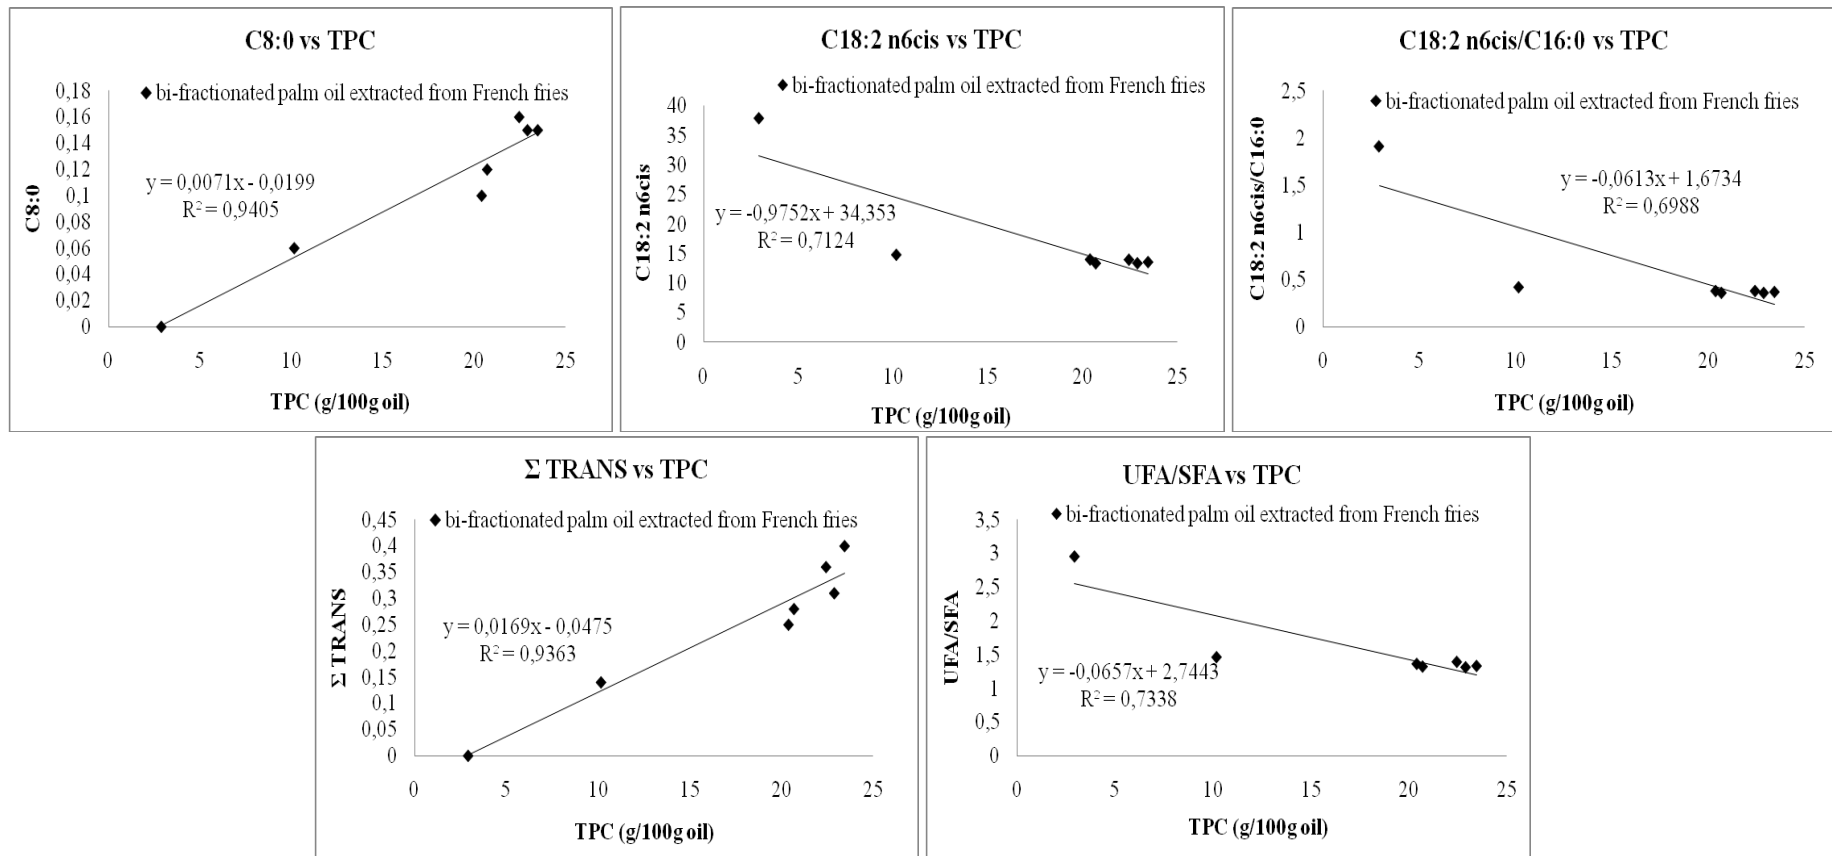 C8:0 vs TPC
bi-fractionated palm oil extracted from French fries
0,18
0,16
0,14
0,12
0,1
0,08
0,06
0,04
0,02
0
C8:0
y = 0,0071x - 0,0199
R² = 0,9405
0 5 10 15 20 25
TPC (g/100g oil)
C18:2 n6cis vs TPC
bi-fractionated palm oil extracted from French fries
40
35
30
25
20
15
10
5
0
C18:2 n6cis
y = -0,9752x + 34,353
R² = 0,7124
0 5 10 15 20 25
TPC (g/100g oil)
C18:2 n6cis/C16:0 vs TPC
bi-fractionated palm oil extracted from French fries
2,5
2
1,5
1
0,5
0
C18:2 n6cis/C16:0
y = -0,0613x + 1,6734
R² = 0,6988
0 5 10 15 20 25
TPC (g/100g oil)
Σ TRANS vs TPC
bi-fractionated palm oil extracted from French fries
0,45
0,4
0,35
0,3
0,25
0,2
0,15
0,1
0,05
0
Σ TRANS
y = 0,0169x - 0,0475
R² = 0,9363
0 5 10 15 20 25
TPC (g/100g oil)
UFA/SFA vs TPC
bi-fractionated palm oil extracted from French fries
3,5
3
2,5
2
1,5
1
0,5
0
UFA/SFA
y = -0,0657x + 2,7443
R² = 0,7338
0 5 10 15 20 25
TPC (g/100g oil)